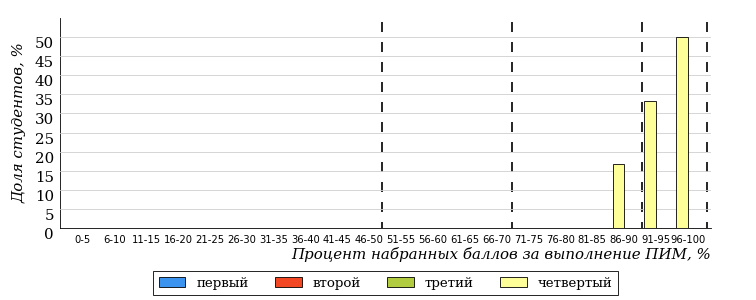 Доля студентов, %
50
45
40
35
30
25
20
15
10
5
0
0-5 6-10 11-15 16-20 21-25 26-30 31-35 36-40 41-45 46-50 51-55 56-60 61-65 66-70 71-75 76-80 81-85 86-90 91-95 96-100
Процент набранных баллов за выполнение ПИМ, %
первый второй третий четвертый